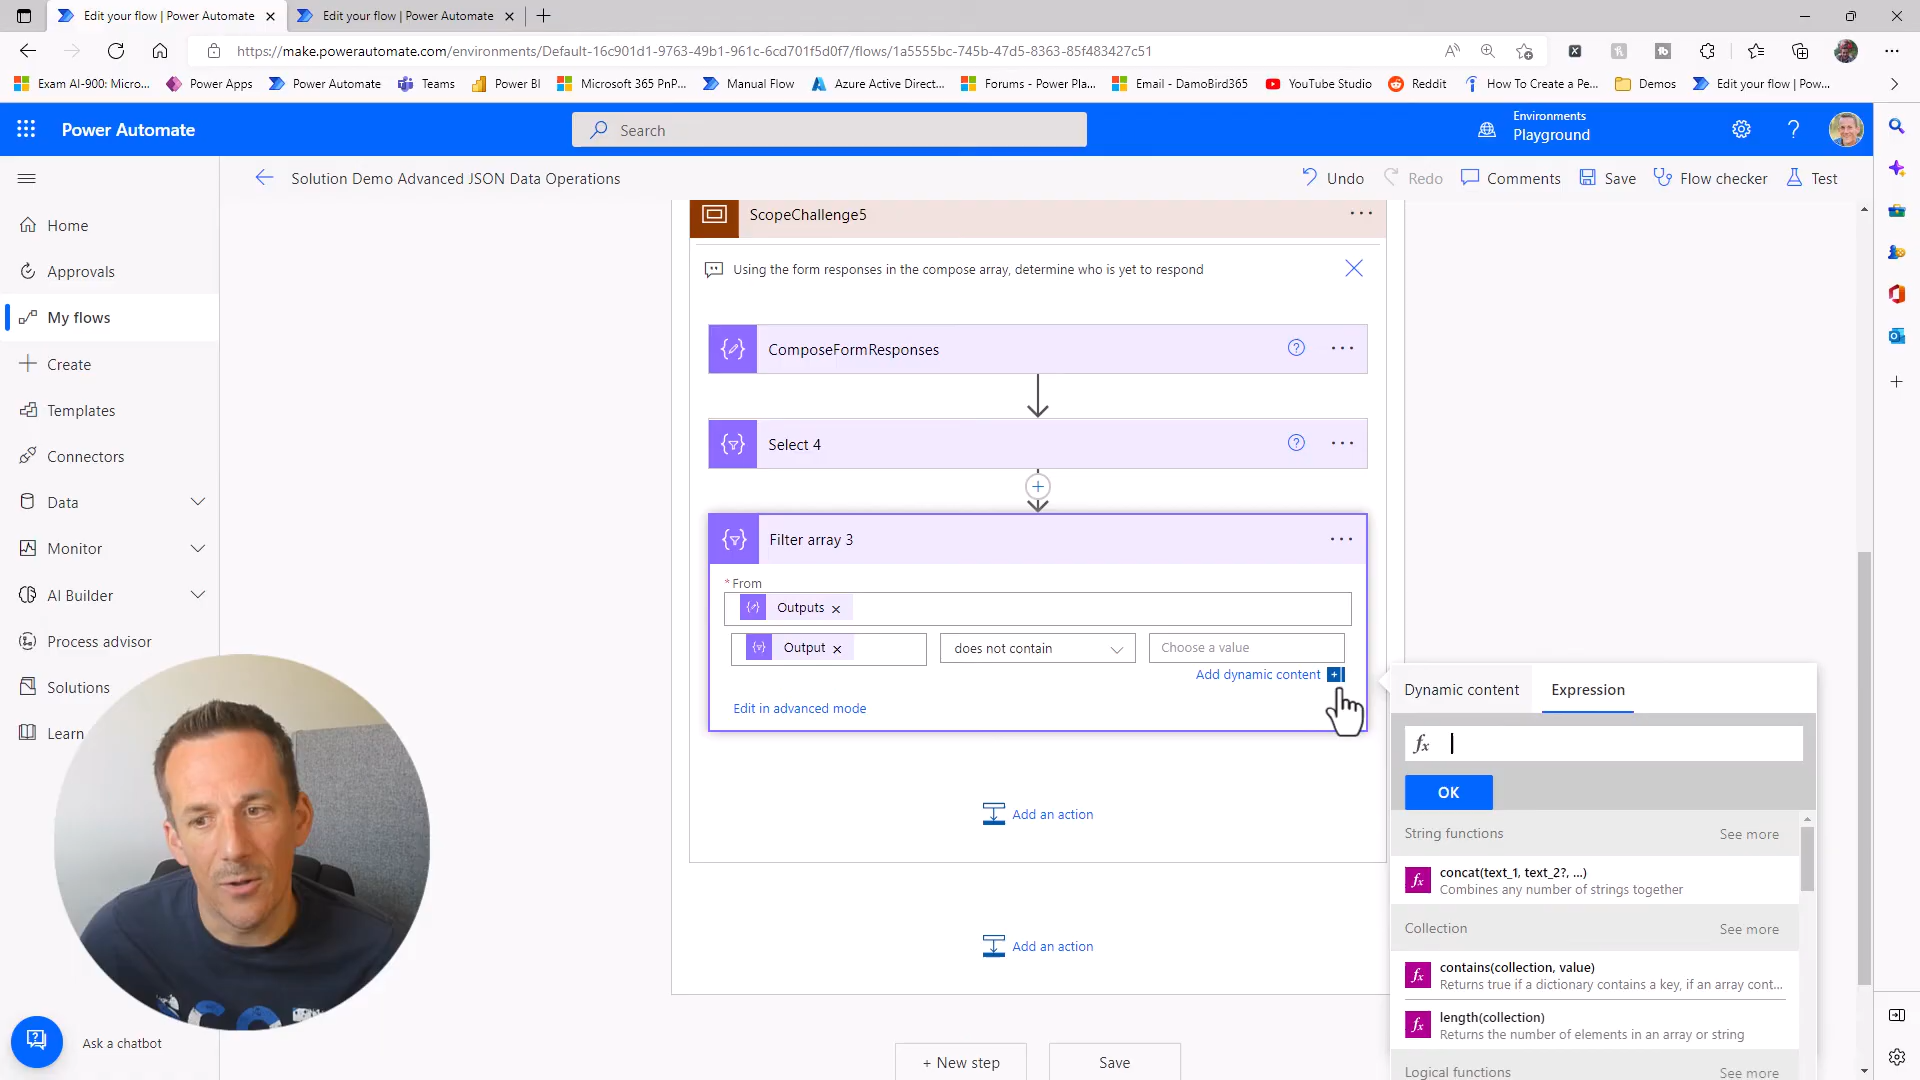 Edit your flow | Power Automate
Edit your flow | Power Automate
https://make.powerautomate.com/environments/Default-16c901d1-9763-49b1-961c-6cd701f5d0f7/flows/1a5555bc-745b-47d5-8363-85f483427c51
Exam AI-900: Micro...
Power Apps
Power Automate
Teams
Power BI
Microsoft 365 PnP...
Manual Flow
Azure Active Direct...
Forums - Power Pla...
Email - DamoBird365
YouTube Studio
Reddit
How To Create a Pe...
Demos
Edit your flow | Pow...
Power Automate
Search
Environments
Playground
Solution Demo Advanced JSON Data Operations
Undo
Redo
Comments
Save
Flow checker
Test
Home
Approvals
My flows
Create
Templates
Connectors
Data
Monitor
AI Builder
Process advisor
Solutions
Learn
Ask a chatbot
ScopeChallenge5
Using the form responses in the compose array, determine who is yet to respond
ComposeFormResponses
Select 4
Filter array 3
* From
Outputs
Output
does not contain
Choose a value
Add dynamic content
Edit in advanced mode
Add an action
Add an action
+ New step
Save
Dynamic content
Expression
fx
OK
String functions
See more
fx
concat(text_1, text_2?, ...)
Combines any number of strings together
Collection
See more
fx
contains(collection, value)
Returns true if a dictionary contains a key, if an array cont...
fx
length(collection)
Returns the number of elements in an array or string
Logical functions
See more